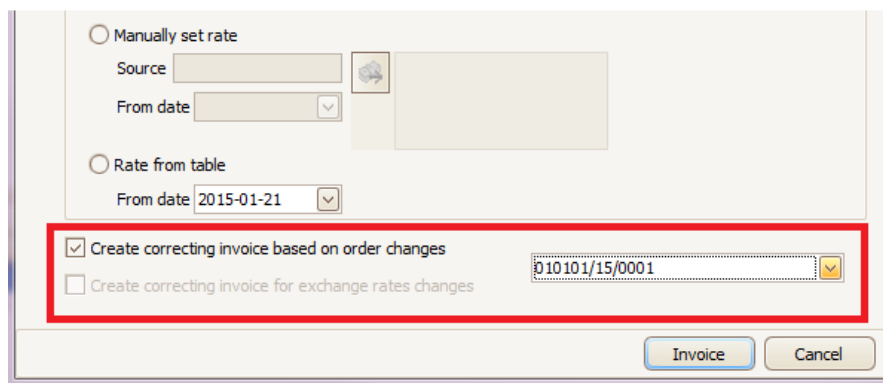 Manually set rate
Source
From date
Rate from table
From date 2015-01-21
Create correcting invoice based on order changes
010101/15/0001
Create correcting invoice for exchange rates changes
Invoice Cancel